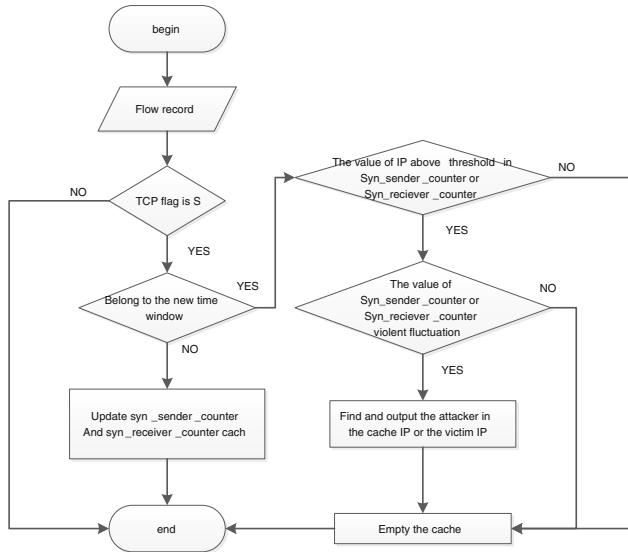 begin
Flow record
TCP flag is S
NO
YES
Belong to the new time
window
YES
NO
Update syn _sender _counter
And syn _receiver _counter cach
end
The value of IP above threshold in
Syn_sender _counter or
Syn_reciever _counter
NO
YES
The value of
Syn_sender _counter or
Syn_reciever _counter
violent fluctuation
NO
YES
Find and output the attacker in
the cache IP or the victim IP
Empty the cache